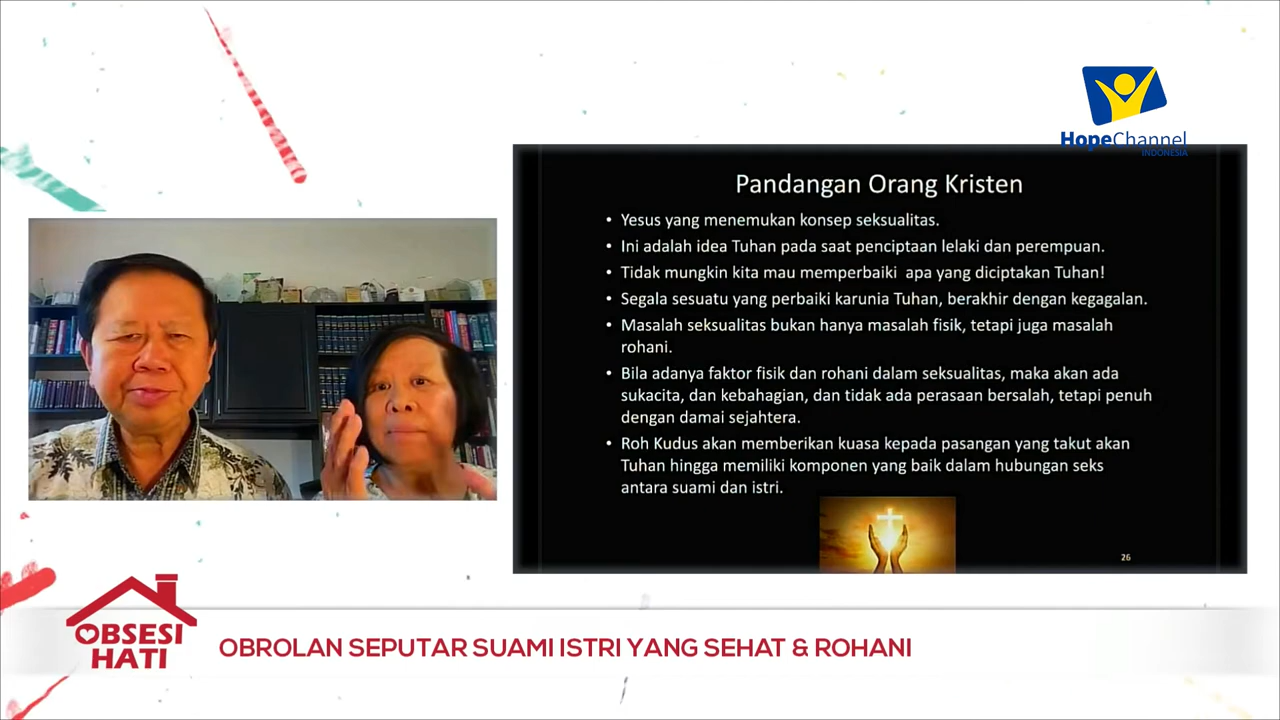 HopeChannel
INDONESIA
Pandangan Orang Kristen
• Yesus yang menemukan konsep seksualitas.
• Ini adalah idea Tuhan pada saat penciptaan lelaki dan perempuan.
• Tidak mungkin kita mau memperbaiki apa yang diciptakan Tuhan!
• Segala sesuatu yang perbaiki karunia Tuhan, berakhir dengan kegagalan.
• Masalah seksualitas bukan hanya masalah fisik, tetapi juga masalah
rohani.
• Bila adanya faktor fisik dan rohani dalam seksualitas, maka akan ada
sukacita, dan kebahagian, dan tidak ada perasaan bersalah, tetapi penuh
dengan damai sejahtera.
• Roh Kudus akan memberikan kuasa kepada pasangan yang takut akan
Tuhan hingga memiliki komponen yang baik dalam hubungan seks
antara suami dan istri.
26
OBSESI
HATI
OBROLAN SEPUTAR SUAMI ISTRI YANG SEHAT & ROHANI